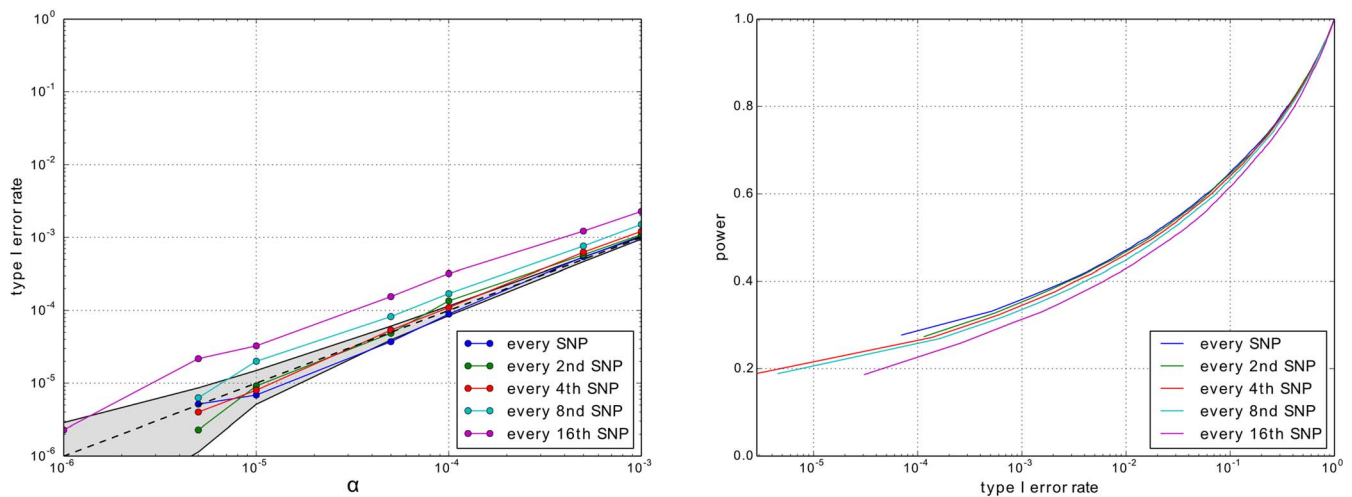 10^0
10^-1
10^-2
10^-3
10^-4
10^-5
10^-6
type I error rate
10^-6
10^-5
10^-4
10^-3
α
every SNP
every 2nd SNP
every 4th SNP
every 8nd SNP
every 16th SNP
1.0
0.8
0.6
0.4
0.2
0.0
power
10^-5
10^-4
10^-3
10^-2
10^-1
10^0
type I error rate
every SNP
every 2nd SNP
every 4th SNP
every 8nd SNP
every 16th SNP